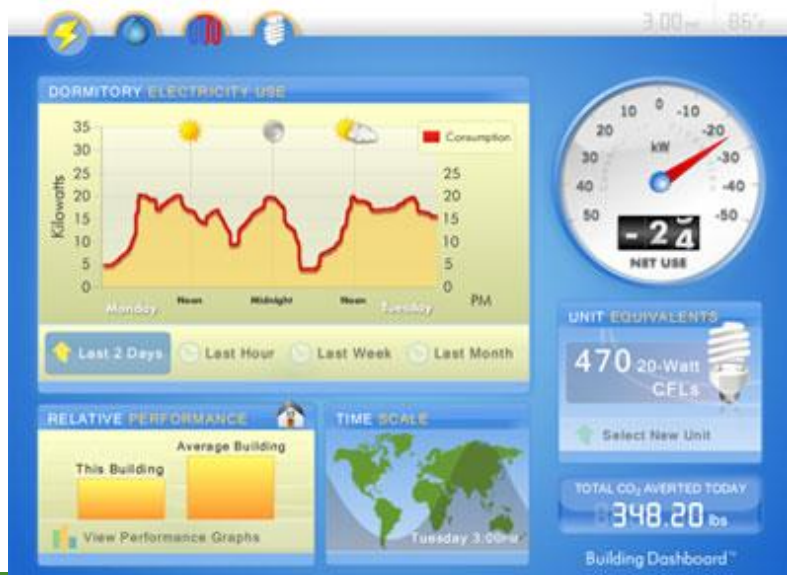 3:00 PM 86°F
DORMITORY ELECTRICITY USE
35
30
25
20
15
10
5
0
Kilowatts
Consumption
25
20
15
10
5
0
Monday Noon Midnight Noon Tuesday PM
Last 2 Days Last Hour Last Week Last Month
50 40 30 20 10 0 -10 -20 -30 -40 -50
kW
- 24
NET USE
UNIT EQUIVALENTS
470 20-Watt
CFLs
Select New Unit
RELATIVE PERFORMANCE
This Building
Average Building
View Performance Graphs
TIME SCALE
Tuesday 3:00PM
TOTAL CO₂ AVERTED TODAY
348.20 lbs
Building Dashboard™